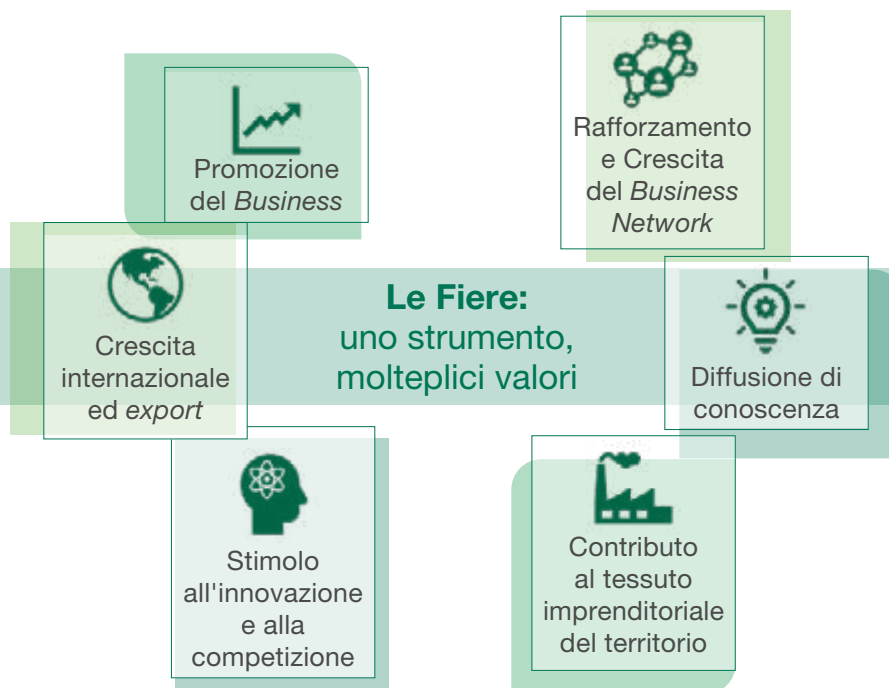 Promozione
del Business
Rafforzamento
e Crescita
del Business
Network
Crescita
internazionale
ed export
Le Fiere:
uno strumento,
molteplici valori
Diffusione di
conoscenza
Stimolo
all'innovazione
e alla
competizione
Contributo
al tessuto
imprenditoriale
del territorio